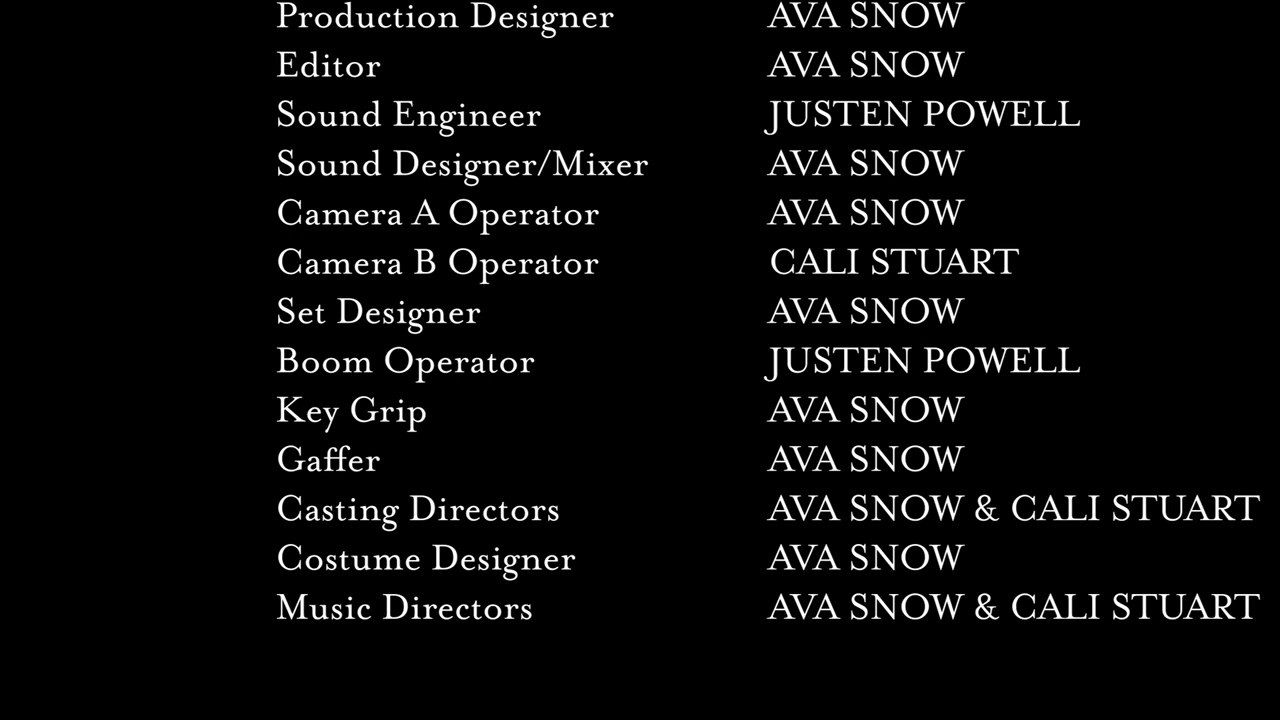 Production Designer AVA SNOW
Editor AVA SNOW
Sound Engineer JUSTEN POWELL
Sound Designer/Mixer AVA SNOW
Camera A Operator AVA SNOW
Camera B Operator CALI STUART
Set Designer AVA SNOW
Boom Operator JUSTEN POWELL
Key Grip AVA SNOW
Gaffer AVA SNOW
Casting Directors AVA SNOW & CALI STUART
Costume Designer AVA SNOW
Music Directors AVA SNOW & CALI STUART